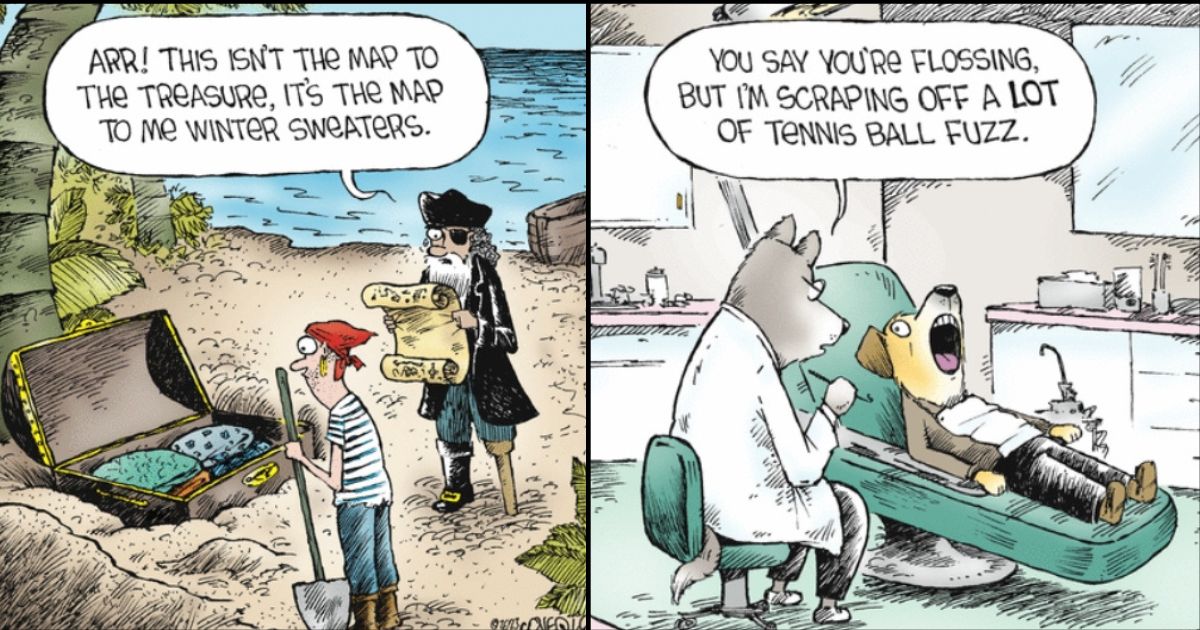 ARR! THIS ISN'T THE MAP TO
THE TREASURE, IT'S THE MAP
TO ME WINTER SWEATERS.
YOU SAY YOU'RE FLOSSING,
BUT I'M SCRAPING OFF A LOT
OF TENNIS BALL FUZZ.